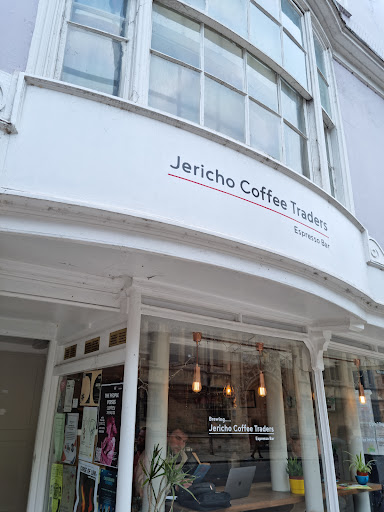 Jericho Coffee Traders
Espresso Bar
Brewing...
Jericho Coffee Traders
Espresso Bar